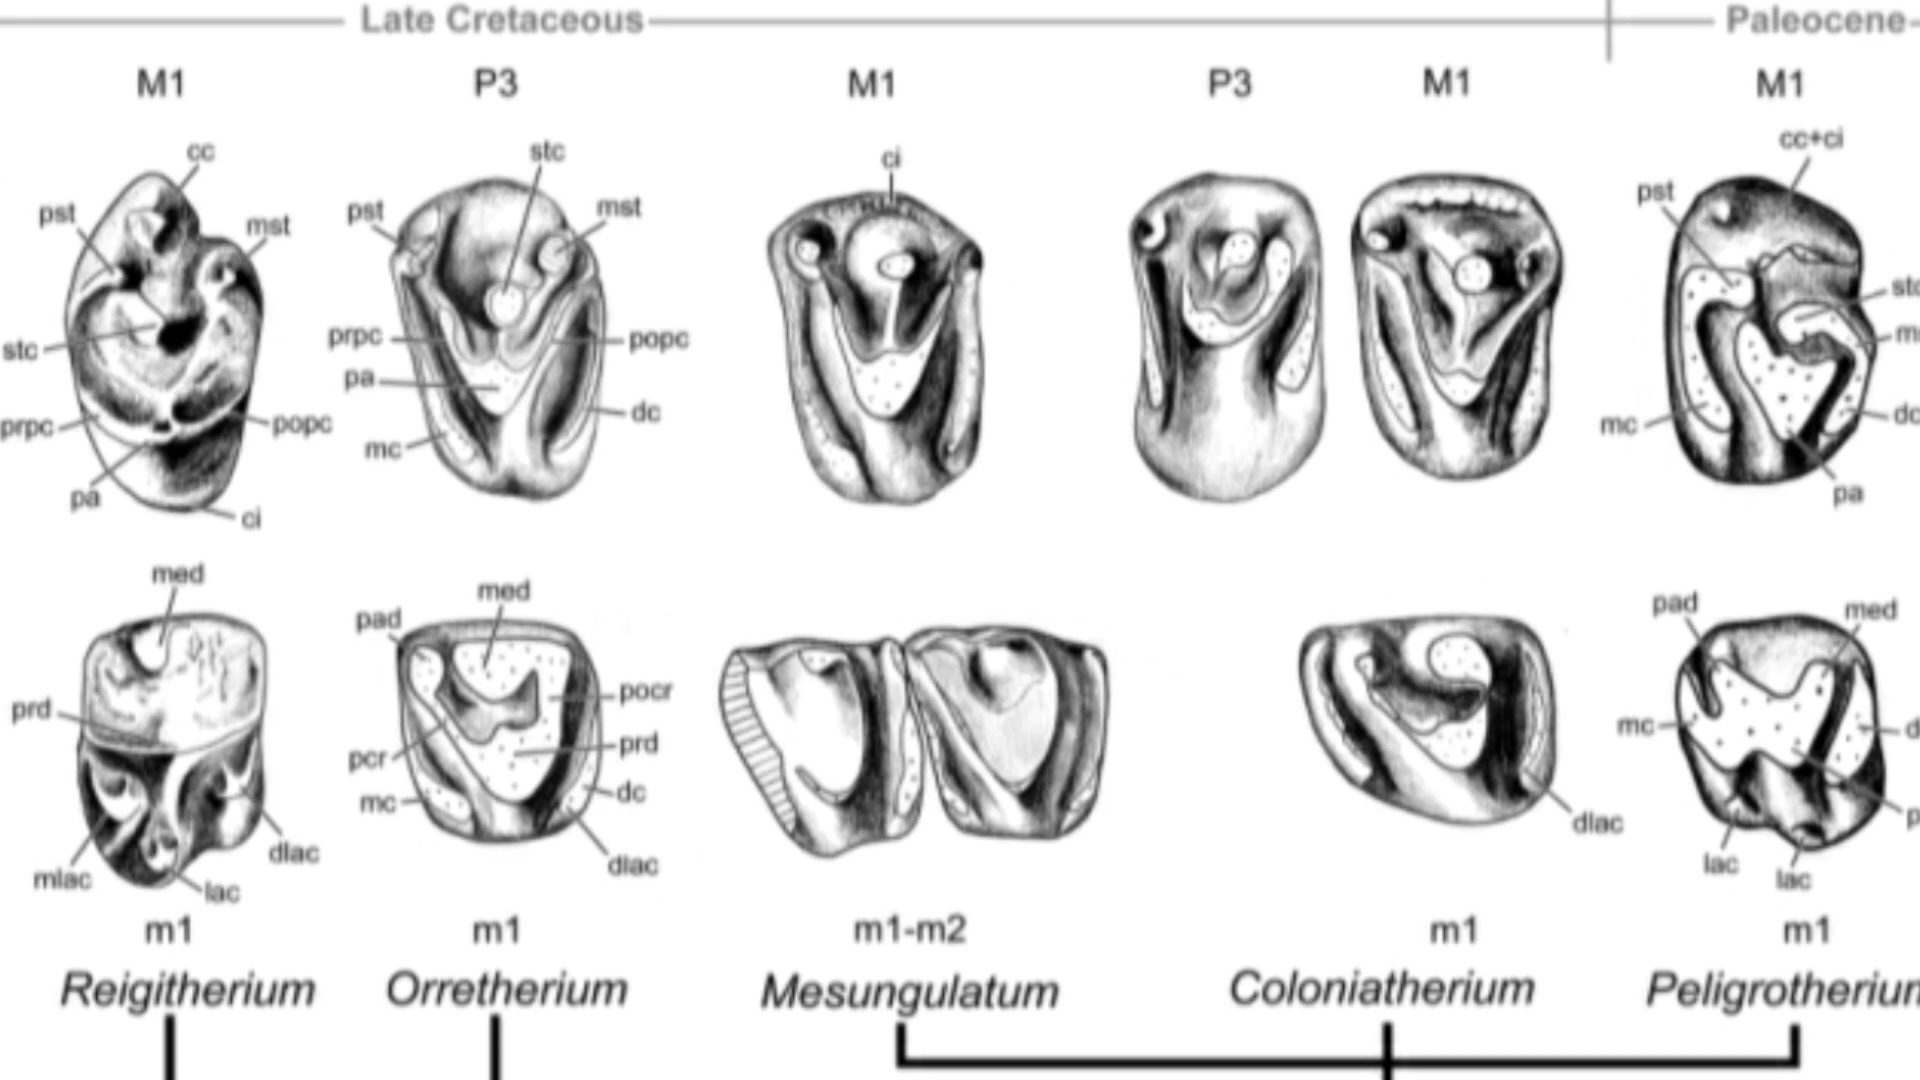 Late Cretaceous
Paleocene
M1 P3 M1 P3 M1 M1
cc
pst
mst
stc
prpc
popc
pa
ci
stc
pst
mst
prpc
popc
pa
dc
mc
ci
cc+ci
pst
stc
mc
dc
pa
med
prd
mlac
lac
dlac
med
pad
pocr
prd
pcr
mc
dc
dlac
dlac
pad
med
mc
lac
lac
m1 m1 m1-m2 m1 m1
Reigitherium Orretherium Mesungulatum Coloniatherium Peligrotherium